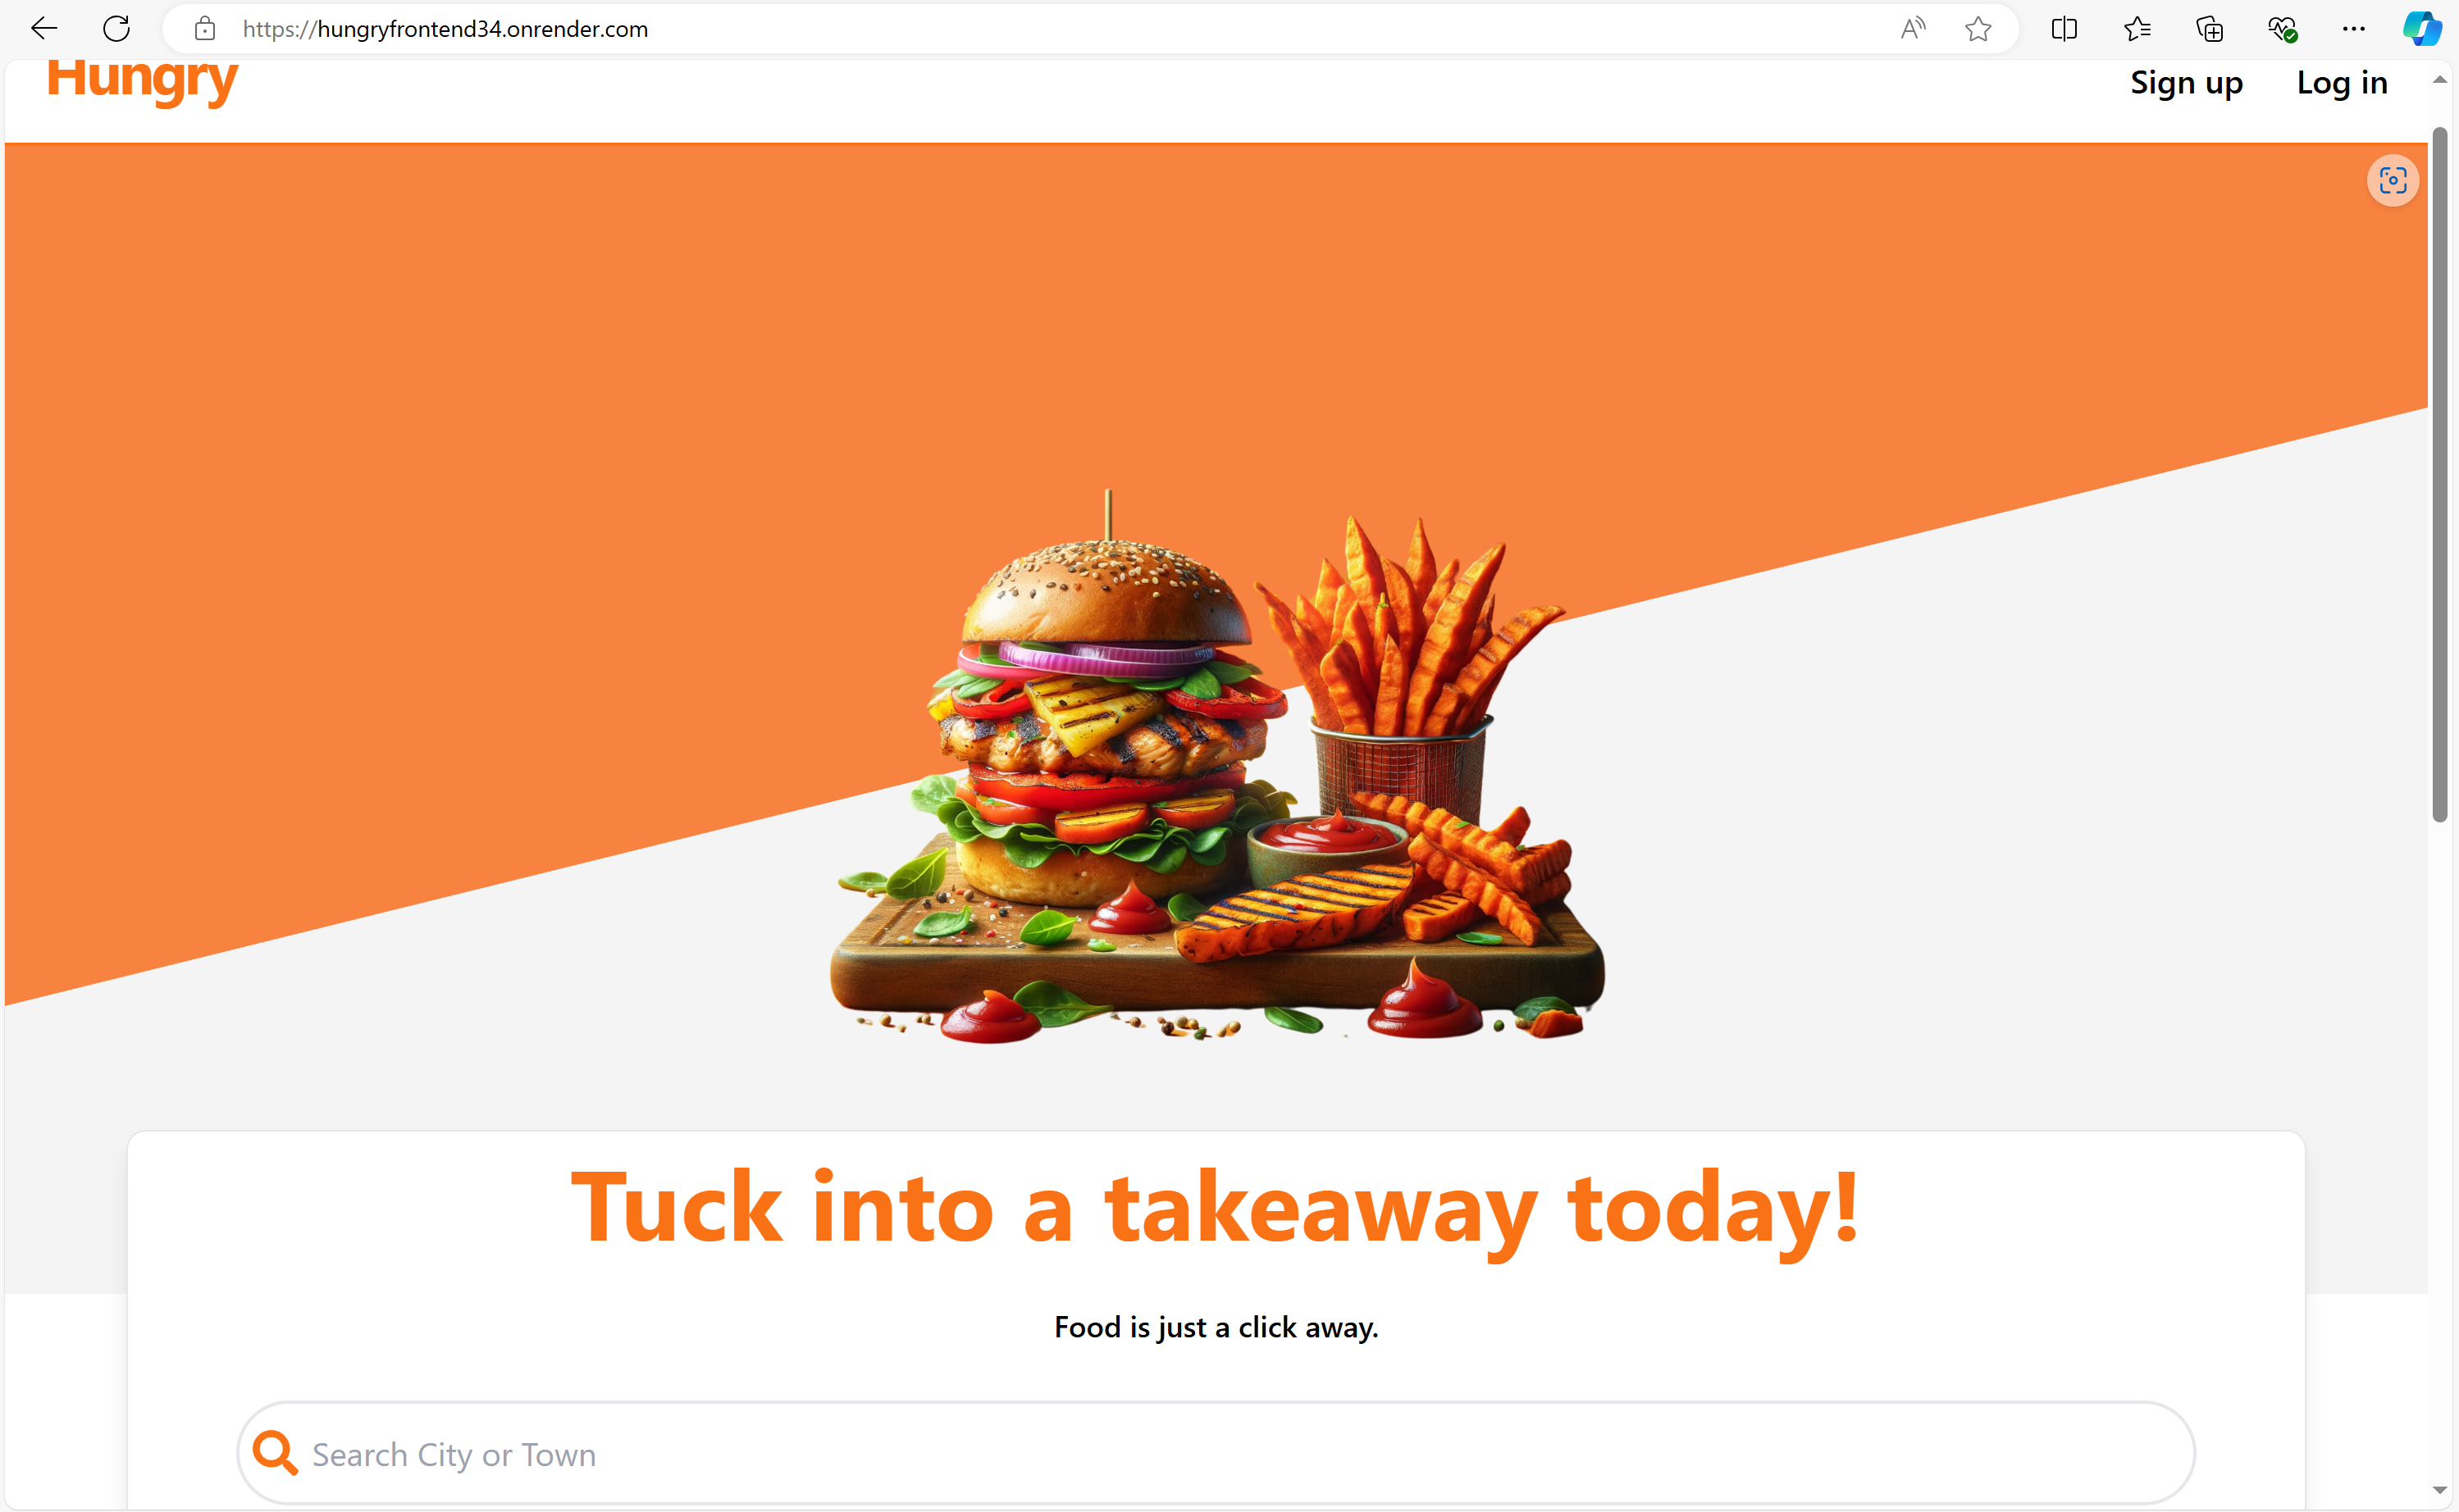 https://hungryfrontend34.onrender.com
Hungry
Sign up
Log in
Tuck into a takeaway today!
Food is just a click away.
Search City or Town